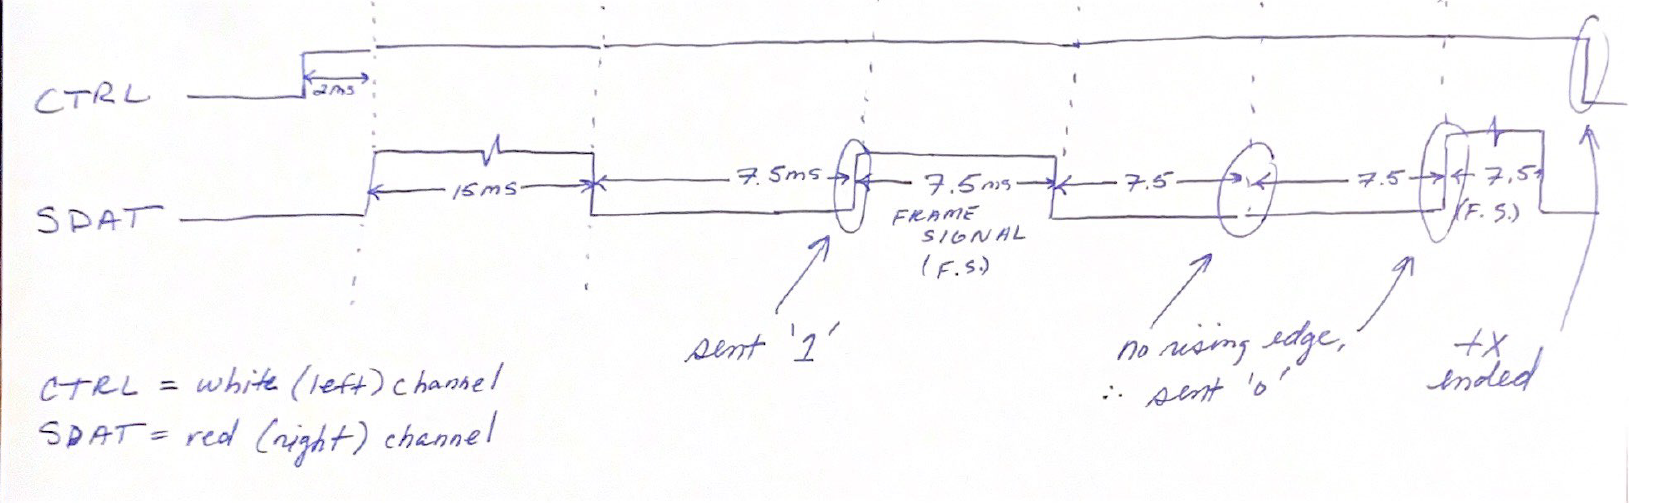 CTRL
2ms
SDAT
15ms
7.5ms
7.5ms
FRAME
SIGNAL
(F.S.)
7.5
7.5
7.5
(F.S.)
sent '1'
no rising edge,
∴ sent '0'
tx
ended
CTRL = white (left) channel
SDAT = red (right) channel